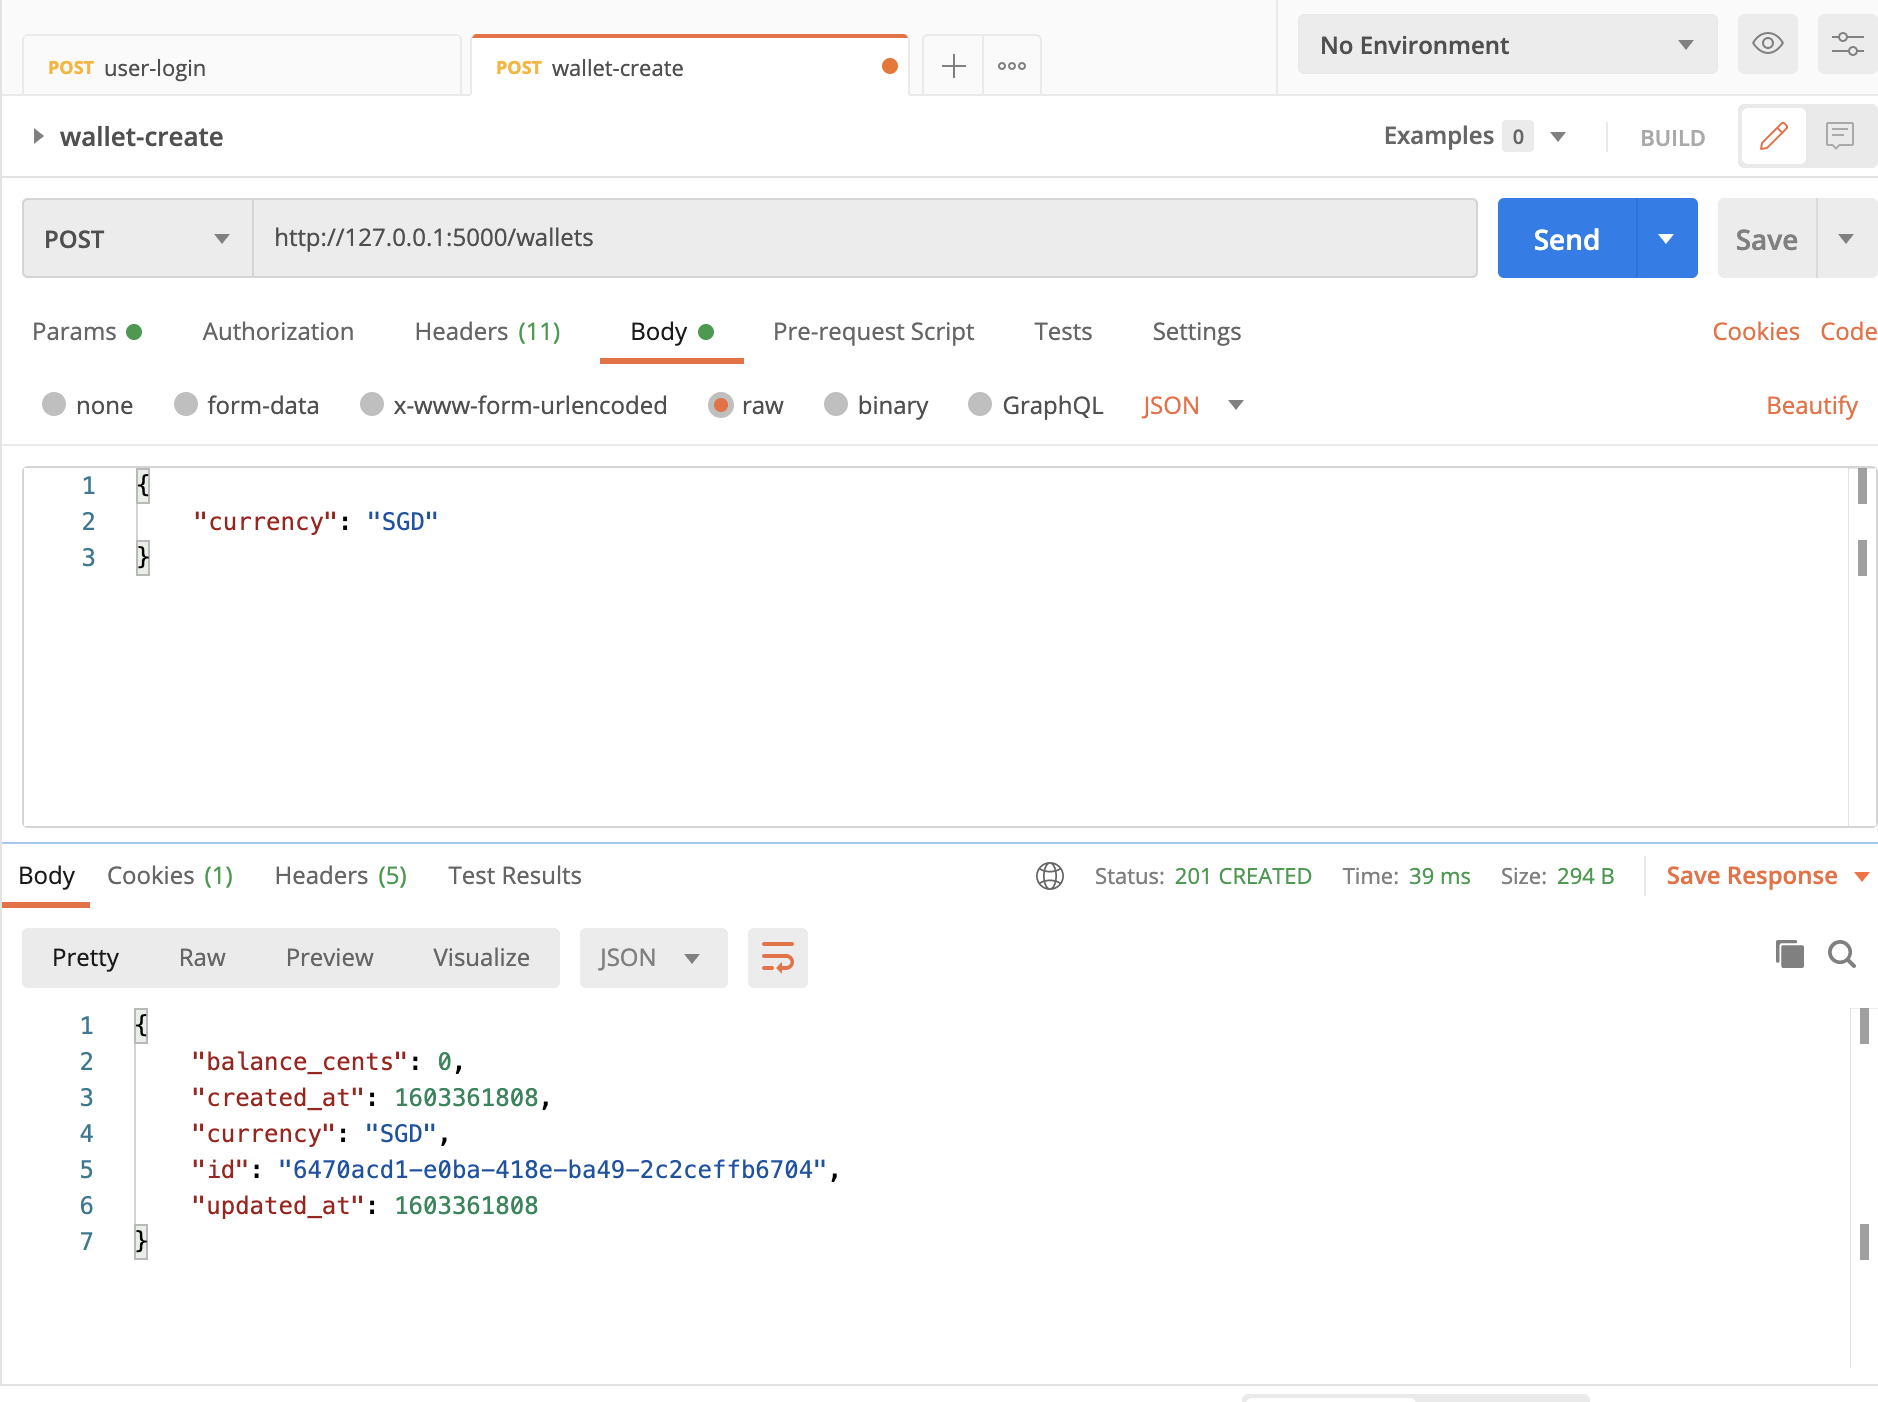 POST user-login
POST wallet-create
No Environment
wallet-create
Examples 0
BUILD
POST
http://127.0.0.1:5000/wallets
Send
Save
Params Authorization Headers (11) Body Pre-request Script Tests Settings Cookies Code
none form-data x-www-form-urlencoded raw binary GraphQL JSON Beautify
1 {
2 "currency": "SGD"
3 }
Body Cookies (1) Headers (5) Test Results Status: 201 CREATED Time: 39 ms Size: 294 B Save Response
Pretty Raw Preview Visualize JSON
1 {
2 "balance_cents": 0,
3 "created_at": 1603361808,
4 "currency": "SGD",
5 "id": "6470acd1-e0ba-418e-ba49-2c2ceffb6704",
6 "updated_at": 1603361808
7 }